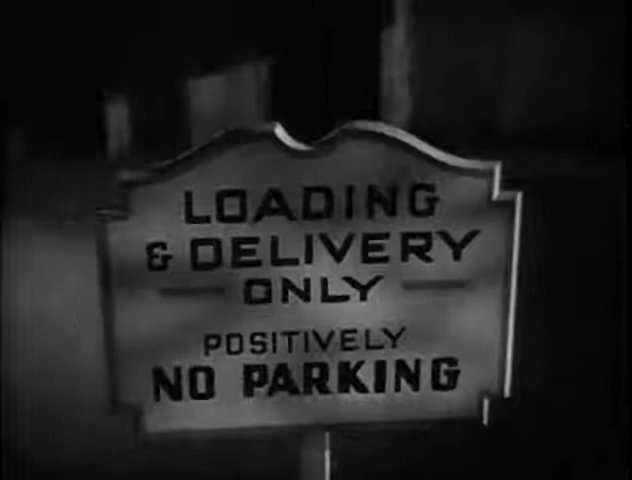 LOADING
& DELIVERY
ONLY
POSITIVELY
NO PARKING